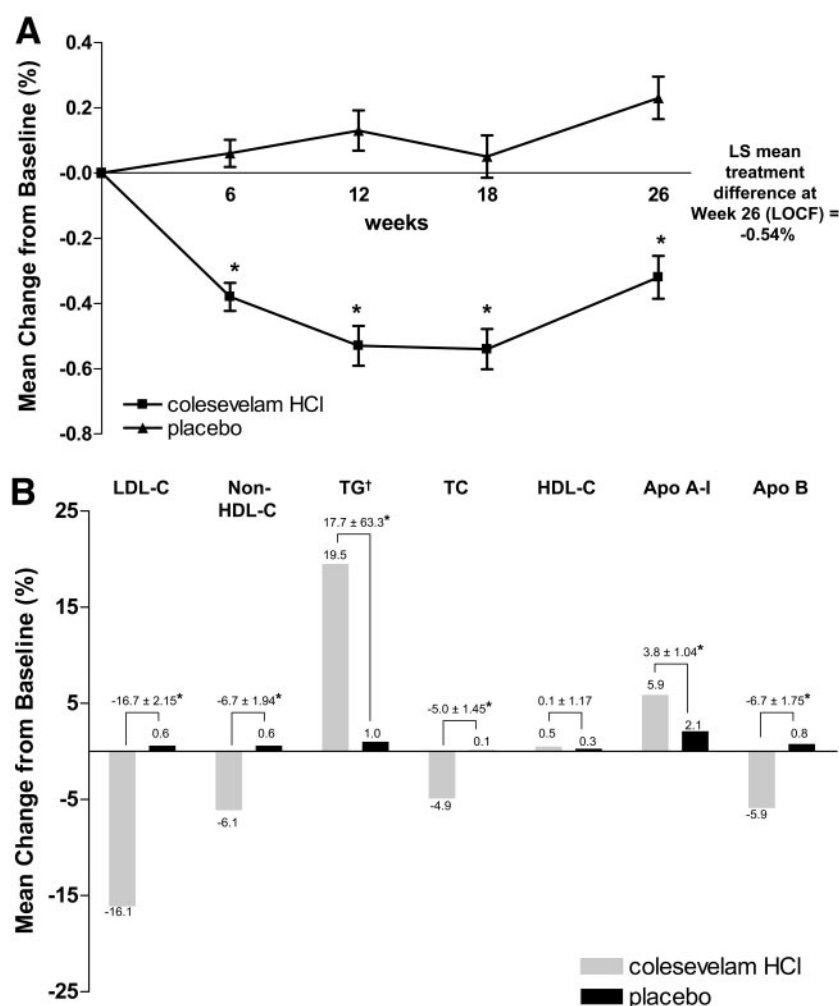 A
Mean Change from Baseline (%)
0.4
0.2
-0.0
-0.2
-0.4
-0.6
-0.8
6
12
18
26
weeks
*
*
*
*
LS mean
treatment
difference at
Week 26 (LOCF) =
-0.54%
colesevelam HCl
placebo
B
Mean Change from Baseline (%)
LDL-C
Non-
HDL-C
TG†
TC
HDL-C
Apo A-I
Apo B
25
15
5
-5
-15
-25
-16.7 ± 2.15*
0.6
-16.1
-6.7 ± 1.94*
0.6
-6.1
17.7 ± 63.3*
19.5
1.0
-5.0 ± 1.45*
0.1
-4.9
0.1 ± 1.17
0.5
0.3
3.8 ± 1.04*
5.9
2.1
-6.7 ± 1.75*
0.8
-5.9
colesevelam HCl
placebo